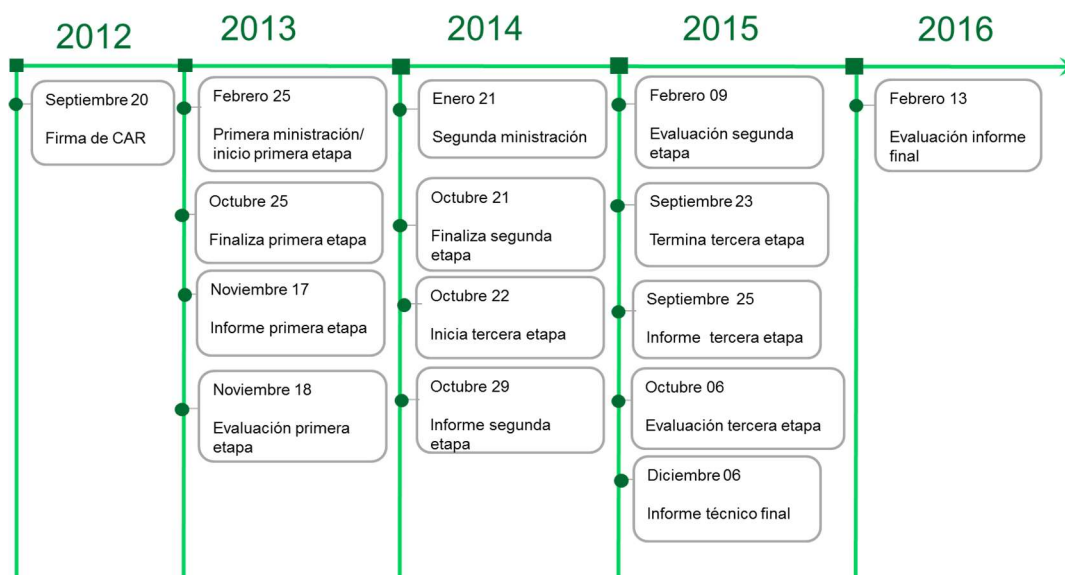 2012
2013
2014
2015
2016
Septiembre 20
Firma de CAR
Febrero 25
Primera ministración/
inicio primera etapa
Octubre 25
Finaliza primera etapa
Noviembre 17
Informe primera etapa
Noviembre 18
Evaluación primera
etapa
Enero 21
Segunda ministración
Octubre 21
Finaliza segunda
etapa
Octubre 22
Inicia tercera etapa
Octubre 29
Informe segunda
etapa
Febrero 09
Evaluación segunda
etapa
Septiembre 23
Termina tercera etapa
Septiembre 25
Informe tercera etapa
Octubre 06
Evaluación tercera etapa
Diciembre 06
Informe técnico final
Febrero 13
Evaluación informe
final